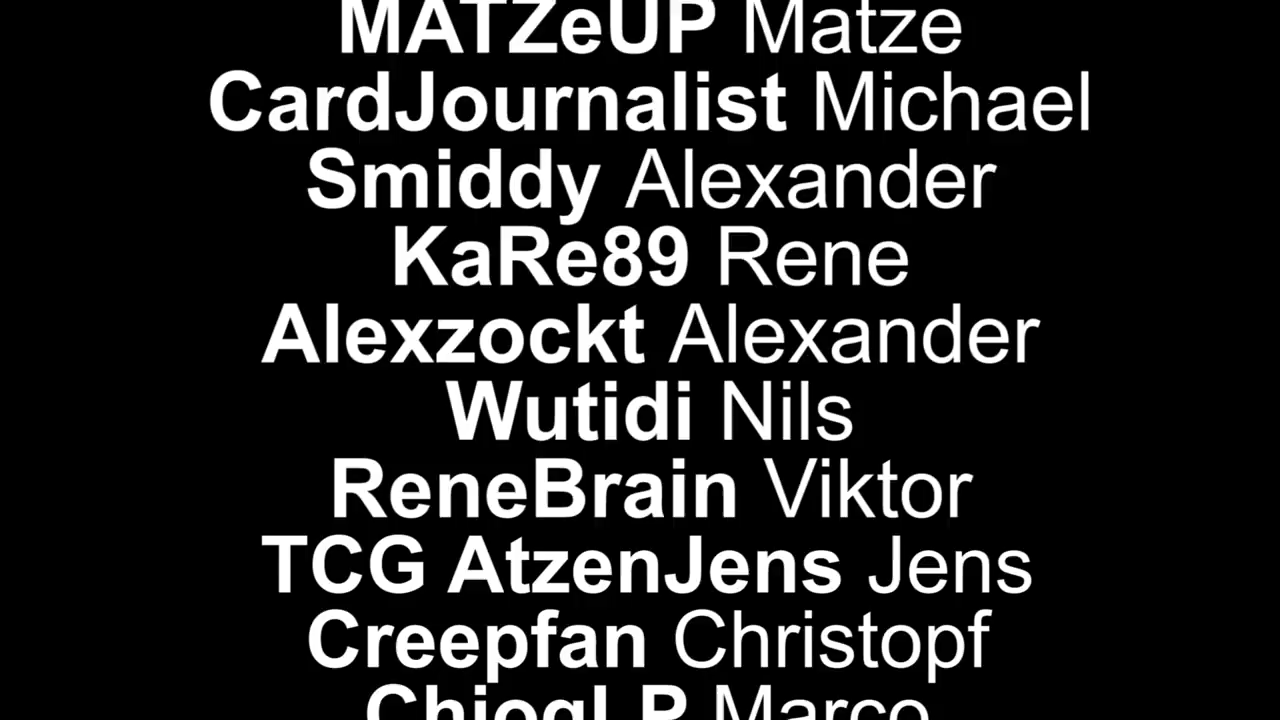 MATZeUP Matze
CardJournalist Michael
Smiddy Alexander
KaRe89 Rene
Alexzockt Alexander
Wutidi Nils
ReneBrain Viktor
TCG AtzenJens Jens
Creepfan Christopf
Marco